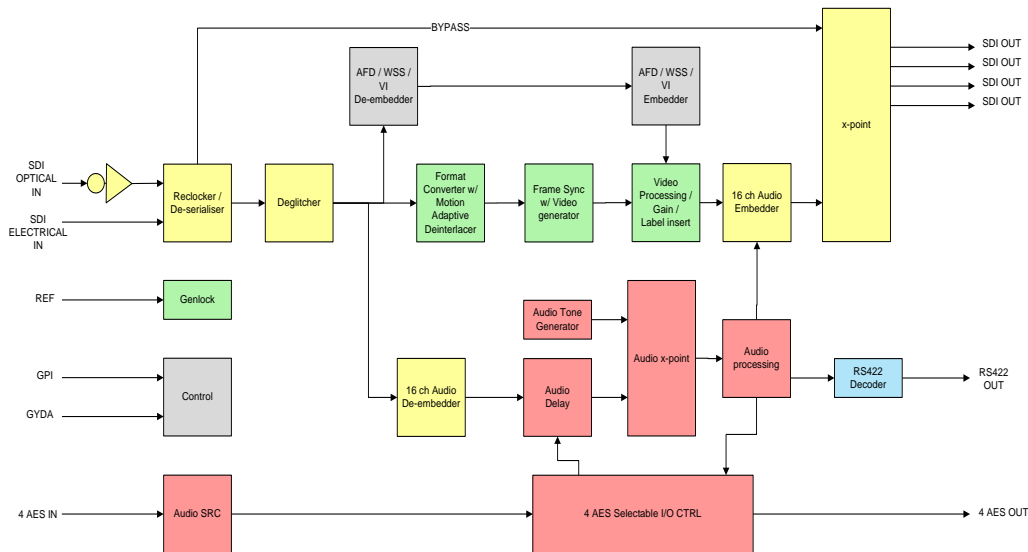 BYPASS
SDI OUT
SDI OUT
SDI OUT
SDI OUT
AFD / WSS /
VI
De-embedder
AFD / WSS /
VI
Embedder
x-point
SDI
OPTICAL
IN
SDI
ELECTRICAL
IN
Reclocker /
De-serialiser
Deglitcher
Format
Converter w/
Motion
Adaptive
Deinterlacer
Frame Sync
w/ Video
generator
Video
Processing /
Gain /
Label insert
16 ch Audio
Embedder
REF
Genlock
Audio Tone
Generator
Audio x-point
Audio
processing
GPI
GYDA
Control
16 ch Audio
De-embedder
Audio
Delay
RS422
Decoder
RS422
OUT
4 AES IN
Audio SRC
4 AES Selectable I/O CTRL
4 AES OUT